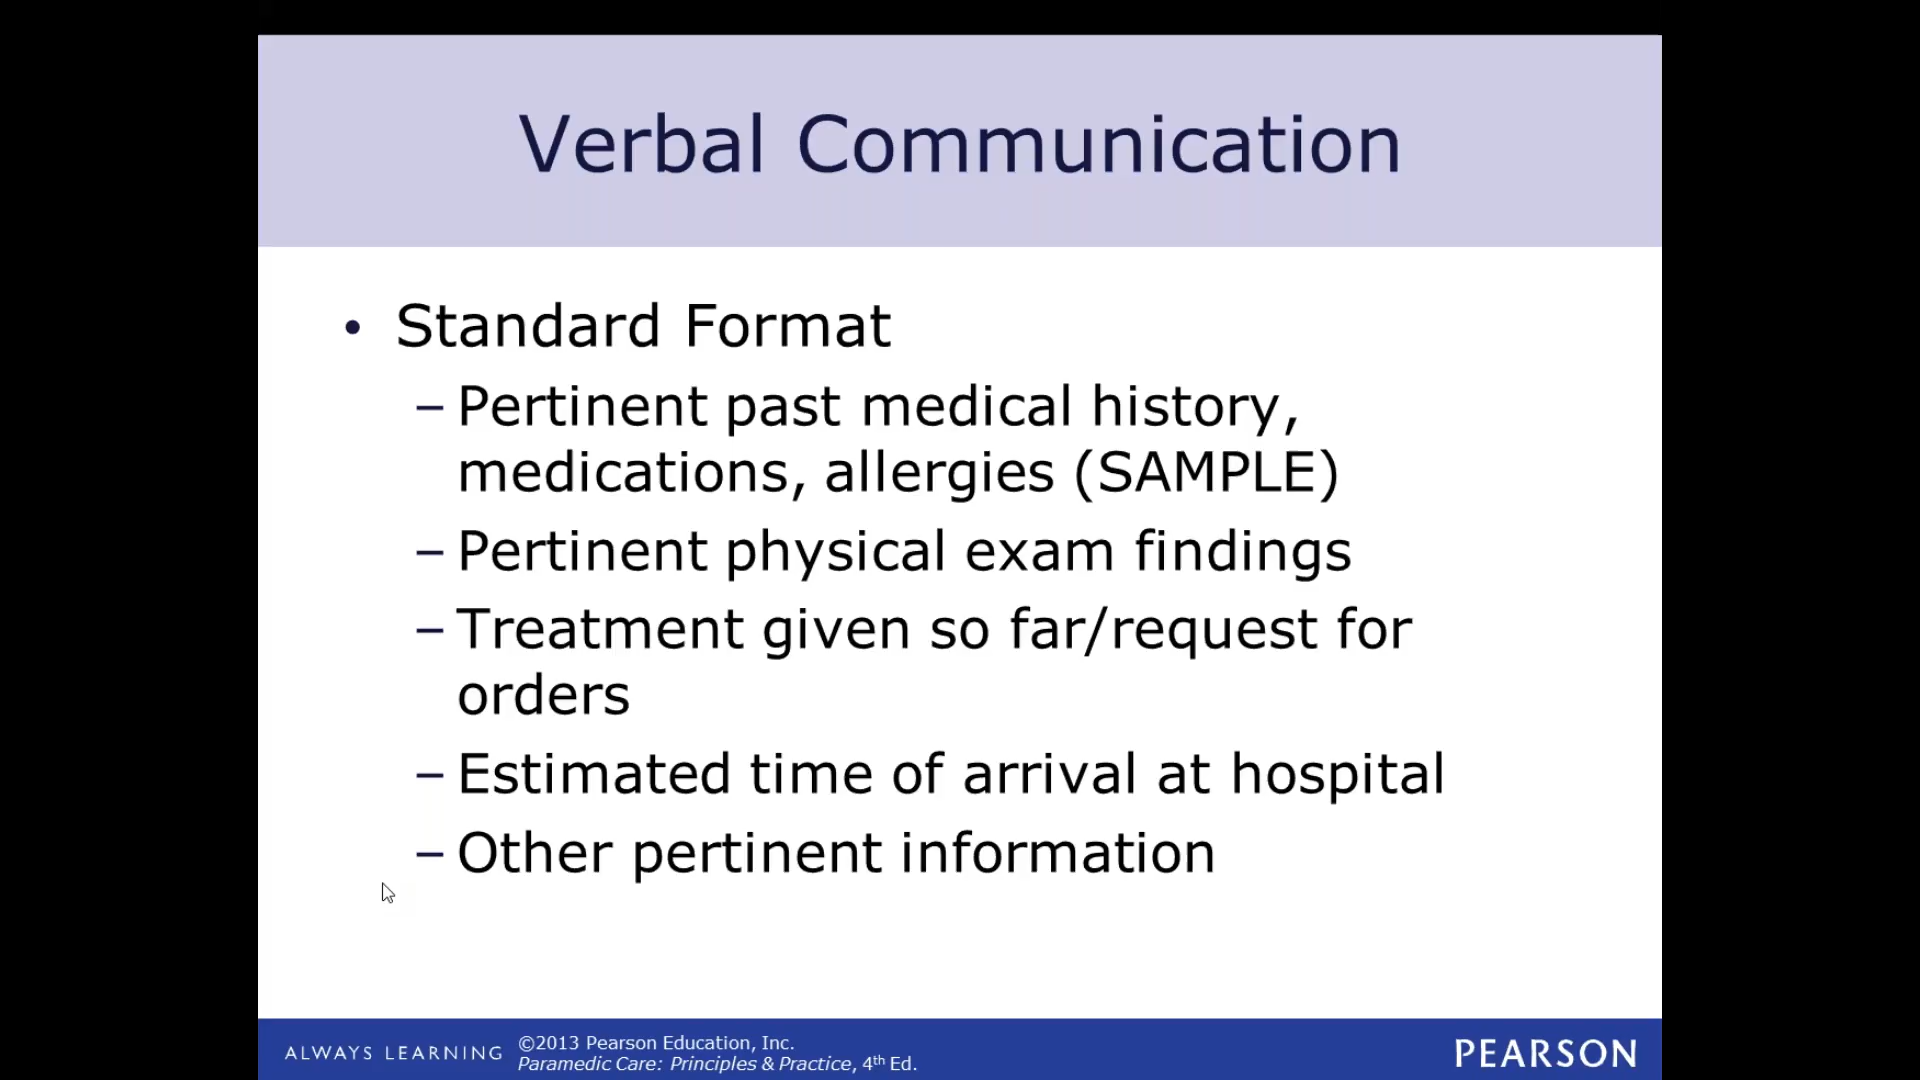 Verbal Communication
• Standard Format
– Pertinent past medical history,
medications, allergies (SAMPLE)
– Pertinent physical exam findings
– Treatment given so far/request for
orders
– Estimated time of arrival at hospital
– Other pertinent information
ALWAYS LEARNING
©2013 Pearson Education, Inc.
Paramedic Care: Principles & Practice, 4th Ed.
PEARSON